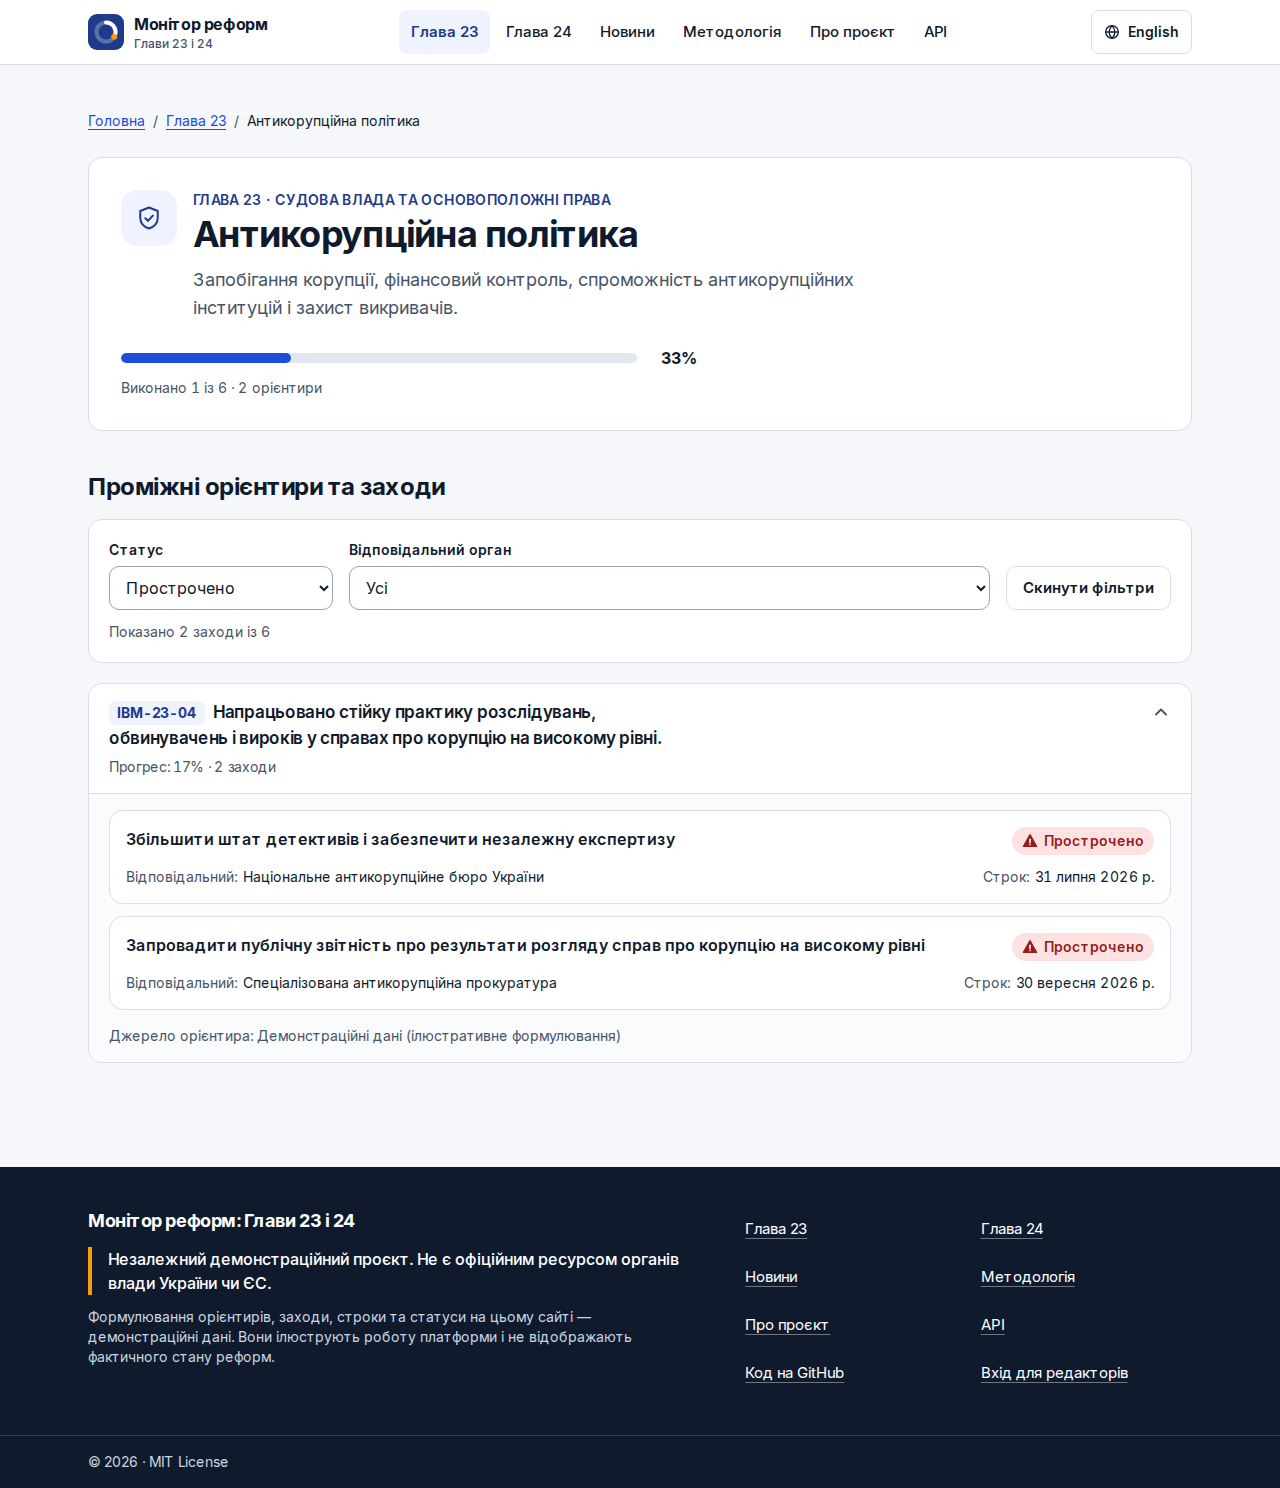 Монітор реформ
Глави 23 і 24
Глава 23
Глава 24
Новини
Методологія
Про проєкт
API
English
Головна / Глава 23 / Антикорупційна політика
ГЛАВА 23 · СУДОВА ВЛАДА ТА ОСНОВОПОЛОЖНІ ПРАВА
Антикорупційна політика
Запобігання корупції, фінансовий контроль, спроможність антикорупційних
інституцій і захист викривачів.
33%
Виконано 1 із 6 · 2 орієнтири
Проміжні орієнтири та заходи
Статус
Відповідальний орган
Прострочено
Усі
Скинути фільтри
Показано 2 заходи із 6
IBM-23-04 Напрацьовано стійку практику розслідувань,
обвинувачень і вироків у справах про корупцію на високому рівні.
Прогрес: 17% · 2 заходи
Збільшити штат детективів і забезпечити незалежну експертизу
Прострочено
Відповідальний: Національне антикорупційне бюро України
Строк: 31 липня 2026 р.
Запровадити публічну звітність про результати розгляду справ про корупцію на високому рівні
Прострочено
Відповідальний: Спеціалізована антикорупційна прокуратура
Строк: 30 вересня 2026 р.
Джерело орієнтира: Демонстраційні дані (ілюстративне формулювання)
Монітор реформ: Глави 23 і 24
Незалежний демонстраційний проєкт. Не є офіційним ресурсом органів
влади України чи ЄС.
Формулювання орієнтирів, заходи, строки та статуси на цьому сайті —
демонстраційні дані. Вони ілюструють роботу платформи і не відображають
фактичного стану реформ.
Глава 23
Глава 24
Новини
Методологія
Про проєкт
API
Код на GitHub
Вхід для редакторів
© 2026 · MIT License